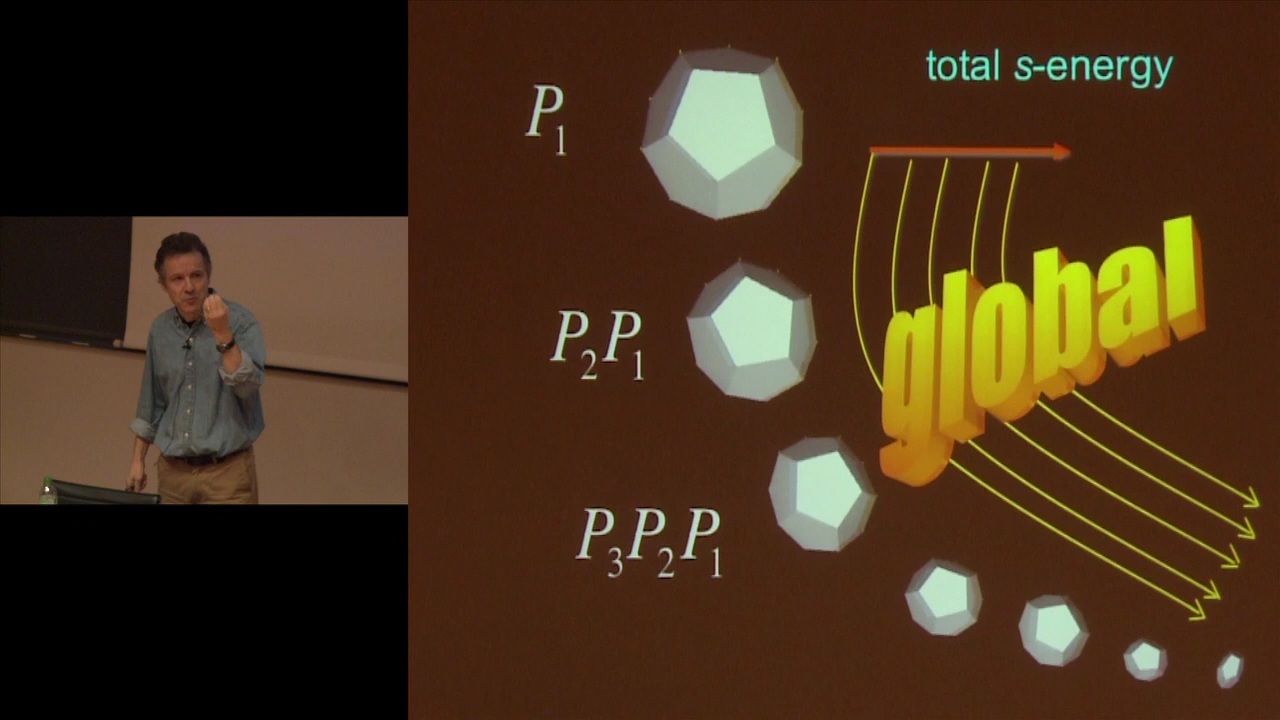 total s-energy
P₁
global
P₂P₁
P₃P₂P₁